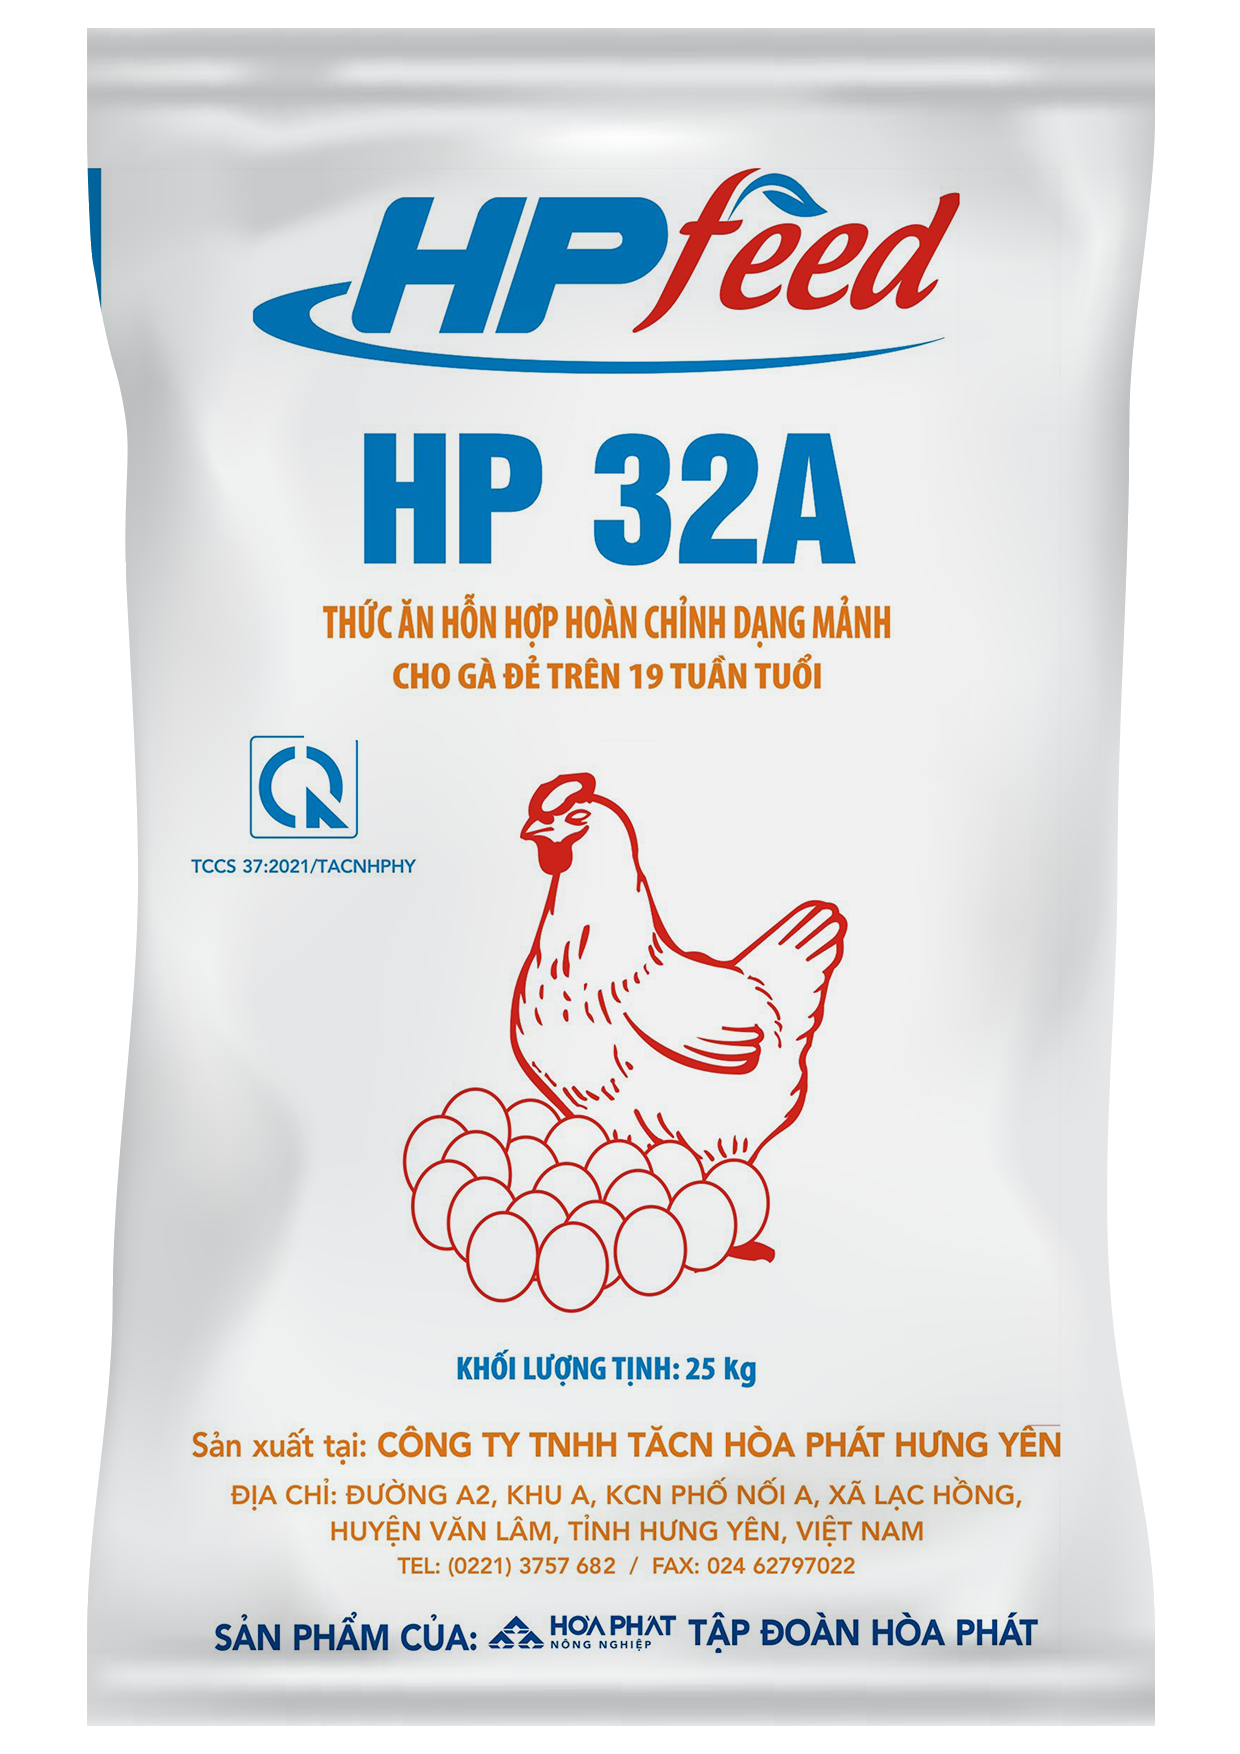 HPfeed
HP 32A
THỨC ĂN HỖN HỢP HOÀN CHỈNH DẠNG MẢNH
CHO GÀ ĐẺ TRÊN 19 TUẦN TUỔI
TCCS 37:2021/TACNHPHY
KHỐI LƯỢNG TỊNH: 25 kg
Sản xuất tại: CÔNG TY TNHH TĂCN HÒA PHÁT HƯNG YÊN
ĐỊA CHỈ: ĐƯỜNG A2, KHU A, KCN PHỐ NỐI A, XÃ LẠC HỒNG,
HUYỆN VĂN LÂM, TỈNH HƯNG YÊN, VIỆT NAM
TEL: (0221) 3757 682 / FAX: 024 62797022
SẢN PHẨM CỦA: HÒA PHÁT NÔNG NGHIỆP TẬP ĐOÀN HÒA PHÁT